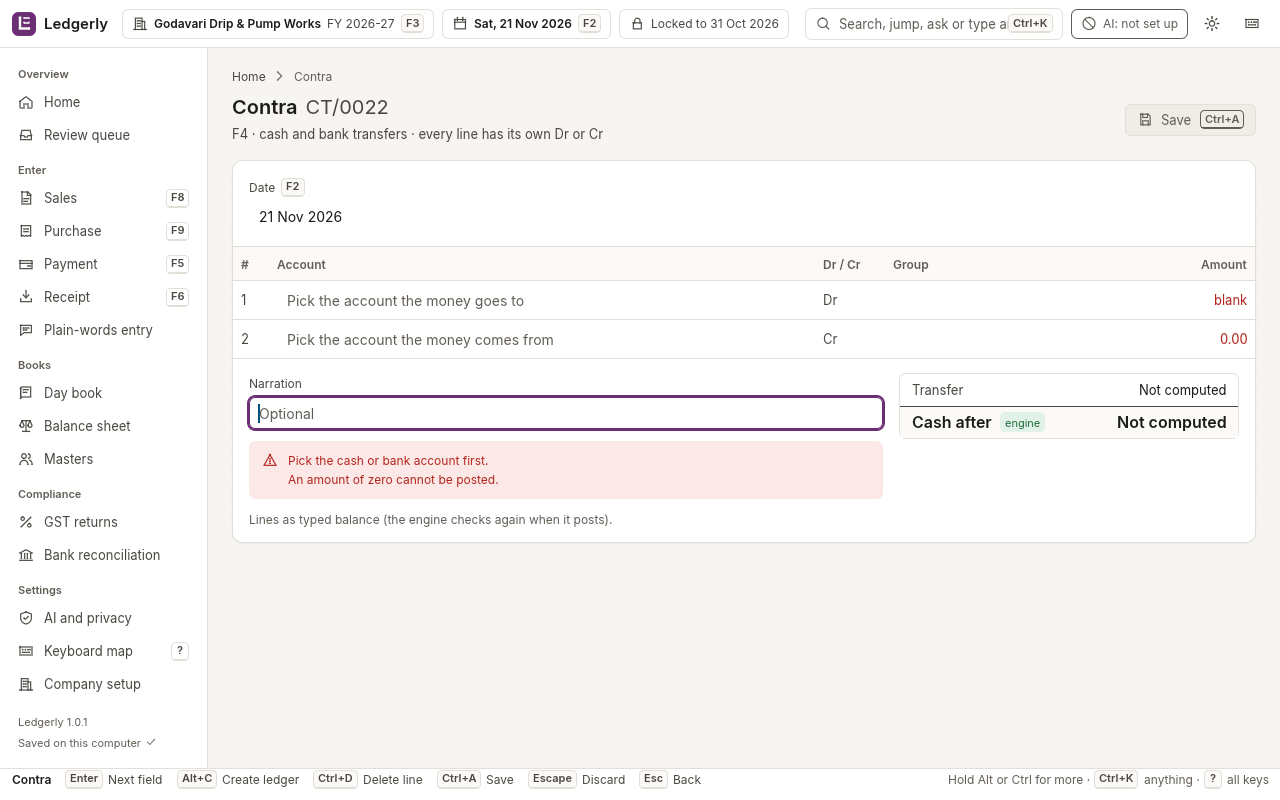 Ledgerly
Godavari Drip & Pump Works FY 2026-27 F3
Sat, 21 Nov 2026 F2
Locked to 31 Oct 2026
Search, jump, ask or type a Ctrl+K
AI: not set up
Overview
Home
Review queue
Enter
Sales F8
Purchase F9
Payment F5
Receipt F6
Plain-words entry
Books
Day book
Balance sheet
Masters
Compliance
GST returns
Bank reconciliation
Settings
AI and privacy
Keyboard map ?
Company setup
Ledgerly 1.0.1
Saved on this computer
Home Contra
Contra CT/0022
F4 · cash and bank transfers · every line has its own Dr or Cr
Save Ctrl+A
Date F2
21 Nov 2026
# Account Dr / Cr Group Amount
1 Pick the account the money goes to Dr blank
2 Pick the account the money comes from Cr 0.00
Narration
Optional
Pick the cash or bank account first.
An amount of zero cannot be posted.
Lines as typed balance (the engine checks again when it posts).
Transfer Not computed
Cash after engine Not computed
Contra Enter Next field Alt+C Create ledger Ctrl+D Delete line Ctrl+A Save Escape Discard Esc Back
Hold Alt or Ctrl for more · Ctrl+K anything · ? all keys